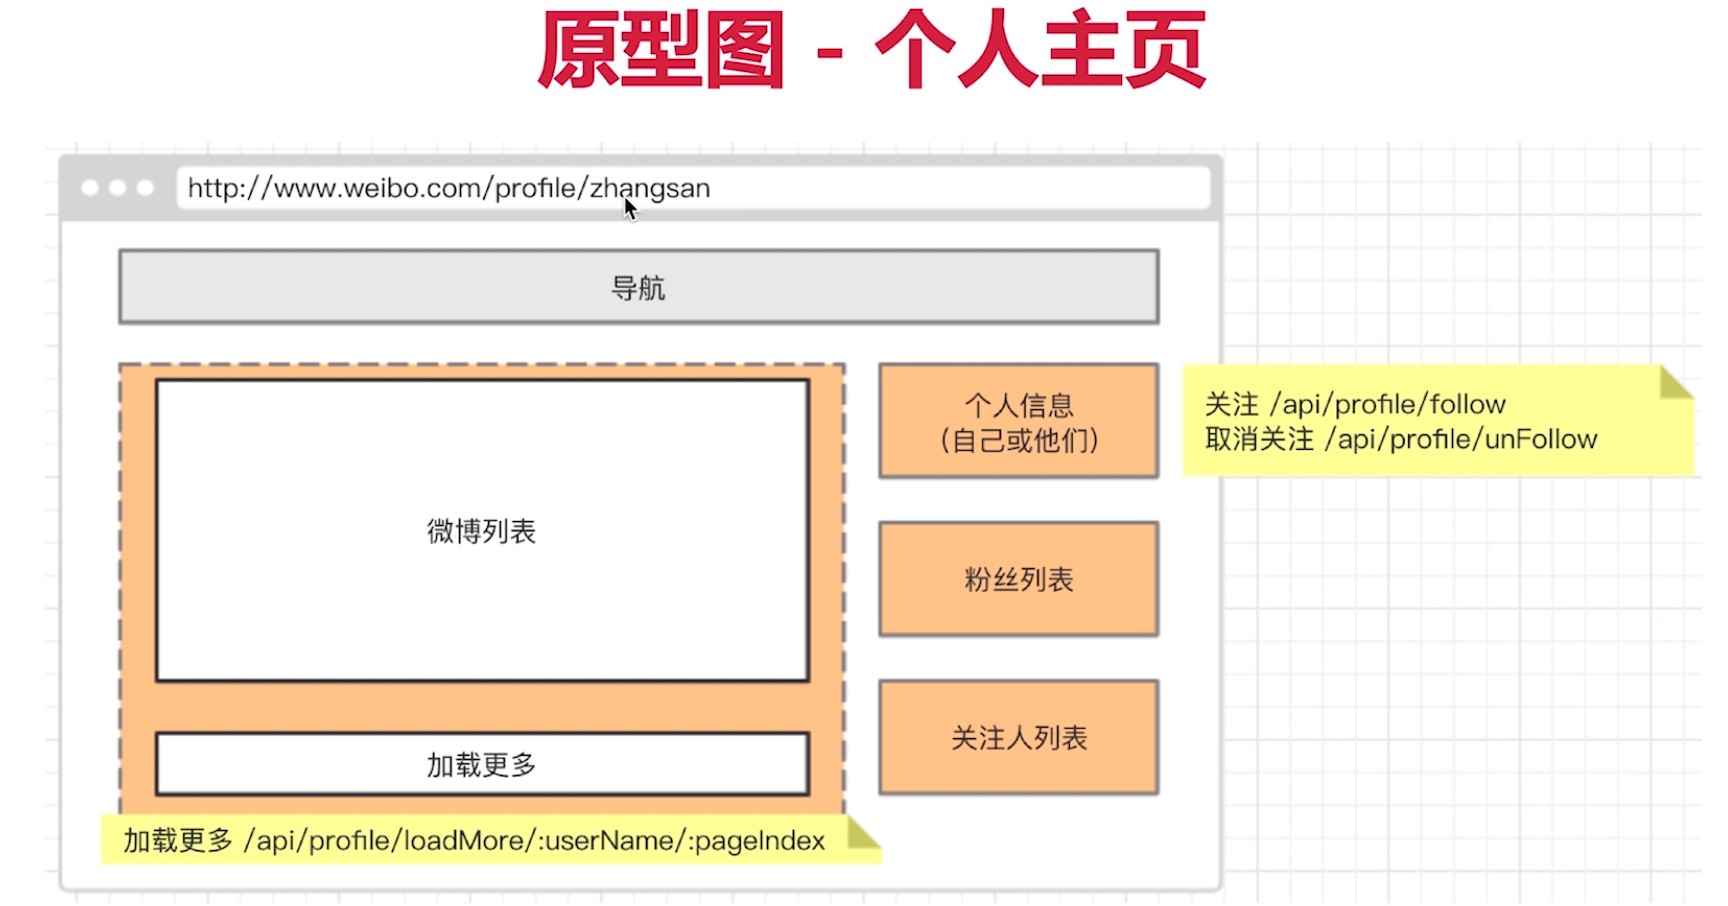 原型图 - 个人主页
http://www.weibo.com/profile/zhangsan
导航
微博列表
加载更多
加载更多 /api/profile/loadMore/:userName/:pageIndex
个人信息
（自己或他们）
粉丝列表
关注人列表
关注 /api/profile/follow
取消关注 /api/profile/unFollow